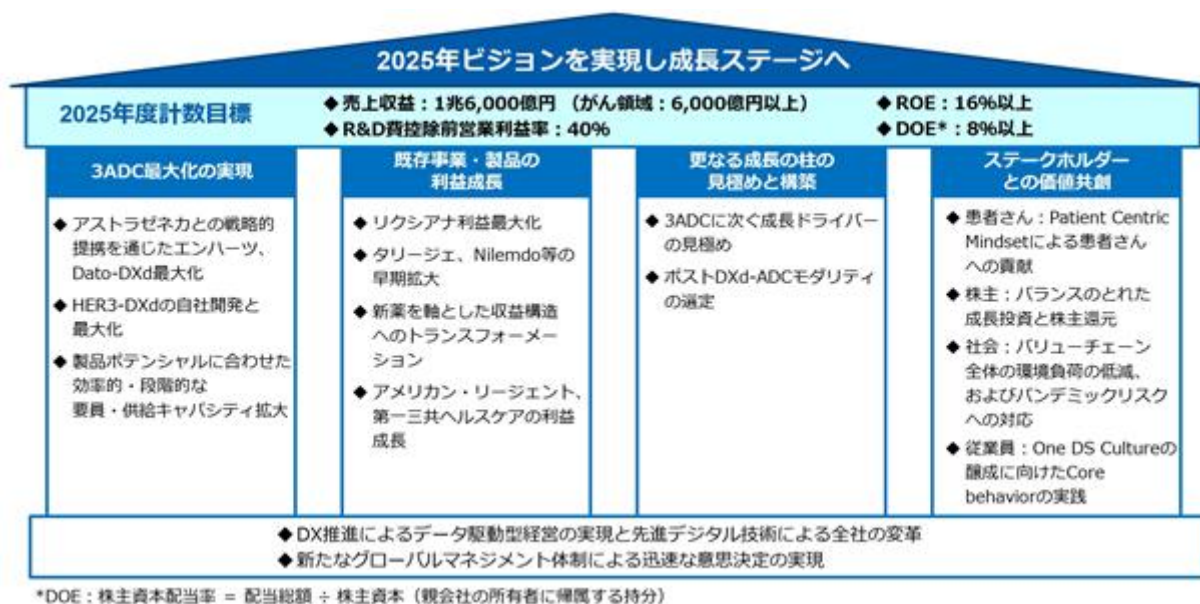 2025年ビジョンを実現し成長ステージへ
2025年度計数目標
◆売上収益：1兆6,000億円 （がん領域：6,000億円以上）
◆R&D費控除前営業利益率：40%
◆ROE：16%以上
◆DOE*：8%以上
3ADC最大化の実現
◆ アストラゼネカとの戦略的
提携を通じたエンハーツ、
Dato-DXd最大化
◆ HER3-DXdの自社開発と
最大化
◆ 製品ポテンシャルに合わせた
効率的・段階的な
要員・供給キャパシティ拡大
既存事業・製品の
利益成長
◆ リクシアナ利益最大化
◆ タリージェ、Nilemdo等の
早期拡大
◆ 新薬を軸とした収益構造
へのトランスフォーメー
ション
◆ アメリカン・リージェント、
第一三共ヘルスケアの利益
成長
更なる成長の柱の
見極めと構築
◆ 3ADCに次ぐ成長ドライバー
の見極め
◆ ポストDXd-ADCモダリティ
の選定
ステークホルダー
との価値共創
◆ 患者さん：Patient Centric
Mindsetによる患者さん
への貢献
◆ 株主：バランスのとれた
成長投資と株主還元
◆ 社会：バリューチェーン
全体の環境負荷の低減、
およびパンデミックリスク
への対応
◆ 従業員：One DS Cultureの
醸成に向けたCore
behaviorの実践
◆DX推進によるデータ駆動型経営の実現と先進デジタル技術による全社の変革
◆新たなグローバルマネジメント体制による迅速な意思決定の実現
*DOE：株主資本配当率 ＝ 配当総額 ÷ 株主資本（親会社の所有者に帰属する持分）